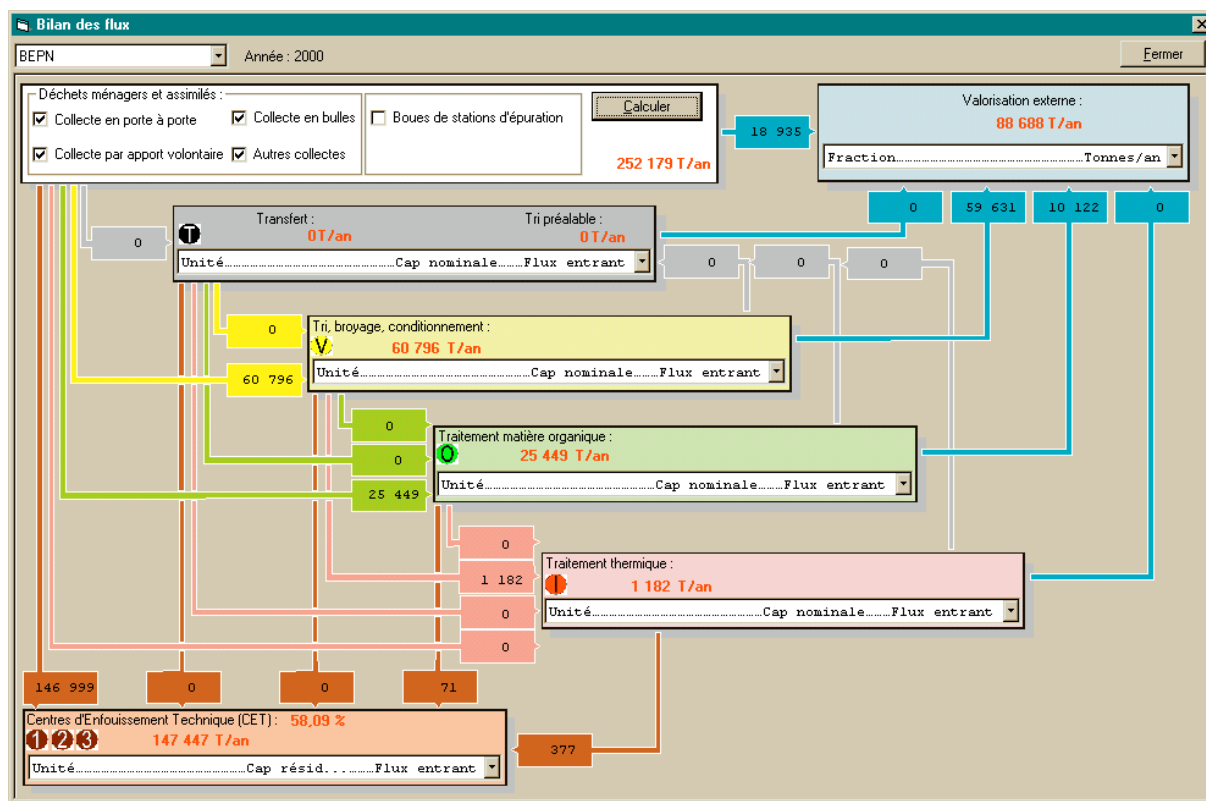 Bilan des flux
BEPN
Année : 2000
Fermer
Déchets ménagers et assimilés :
Collecte en porte à porte
Collecte en bulles
Boues de stations d'épuration
Calculer
Collecte par apport volontaire
Autres collectes
252 179 T/an
18 935
Valorisation externe :
88 688 T/an
Fraction...........Tonnes/an
0
59 631
10 122
0
0
Transfert :
Tri préalable :
T
0T/an
0T/an
Unité...........Cap nominale........Flux entrant
0
0
0
0
Tri, broyage, conditionnement :
V
60 796 T/an
60 796
Unité...........Cap nominale........Flux entrant
0
0
25 449
Traitement matière organique :
O
25 449 T/an
Unité...........Cap nominale........Flux entrant
0
1 182
0
0
Traitement thermique :
I
1 182 T/an
Unité...........Cap nominale........Flux entrant
146 999
0
0
71
Centres d'Enfouissement Technique (CET) : 58,09 %
1 2 3
147 447 T/an
377
Unité...........Cap résid..........Flux entrant